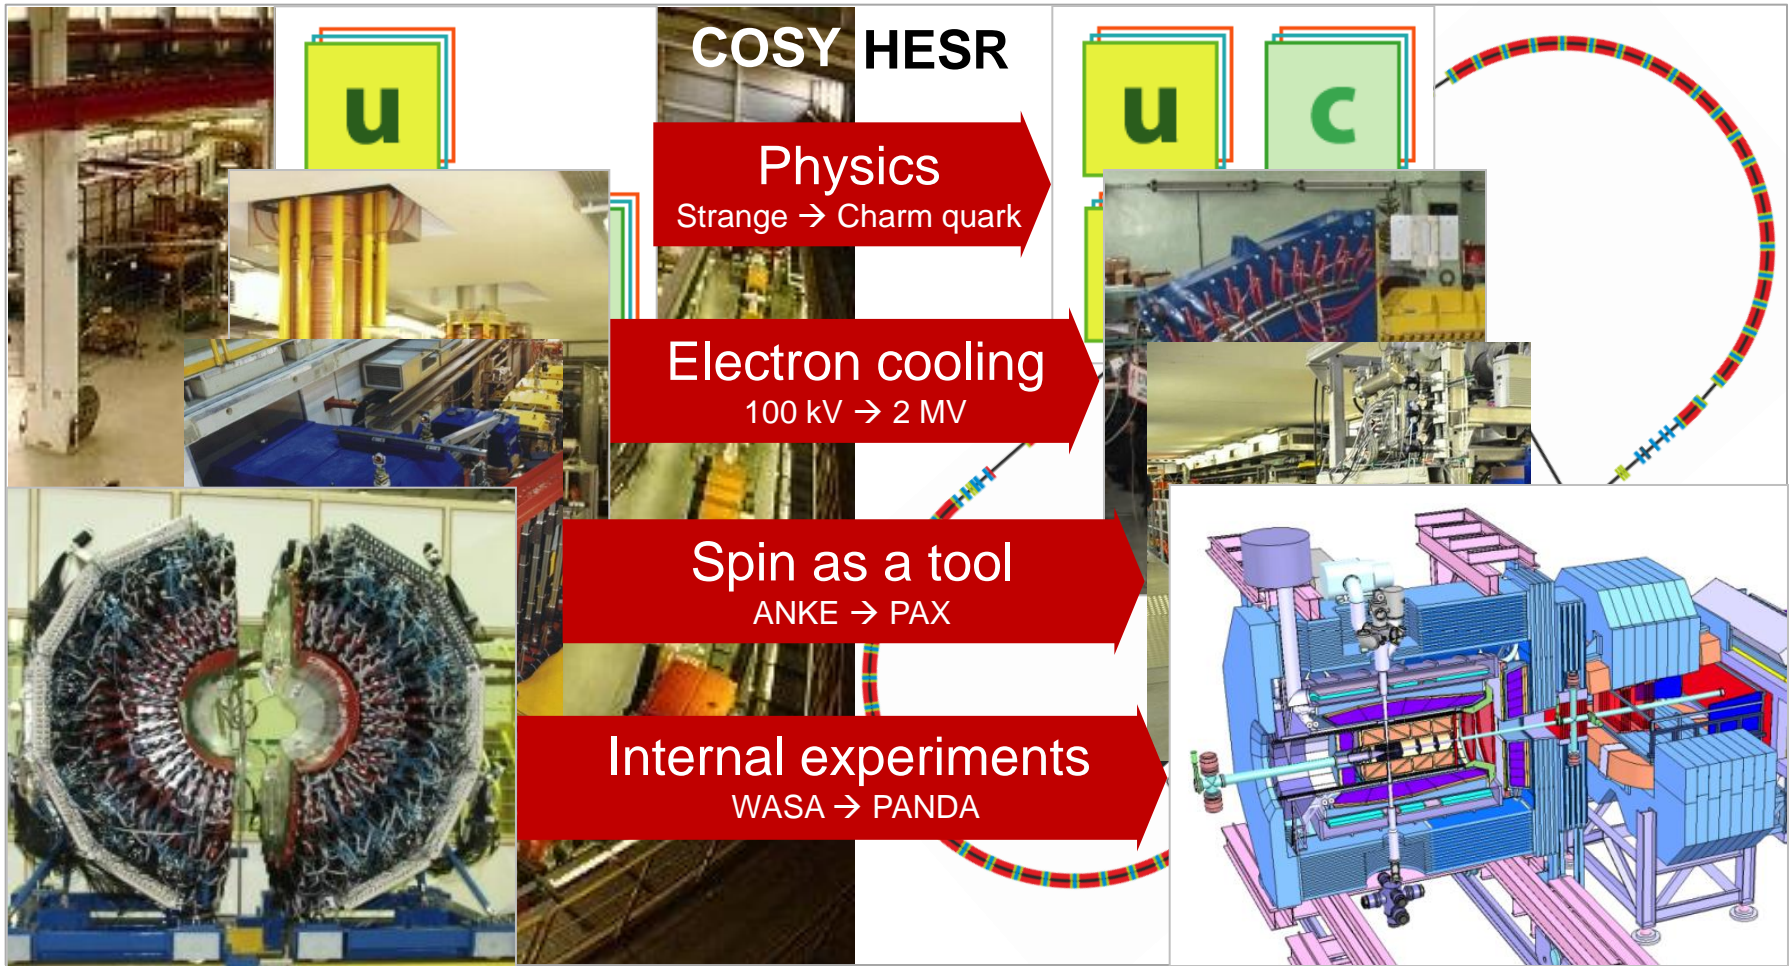 COSY HESR
u
u
c
Physics
Strange → Charm quark
Electron cooling
100 kV → 2 MV
Spin as a tool
ANKE → PAX
Internal experiments
WASA → PANDA